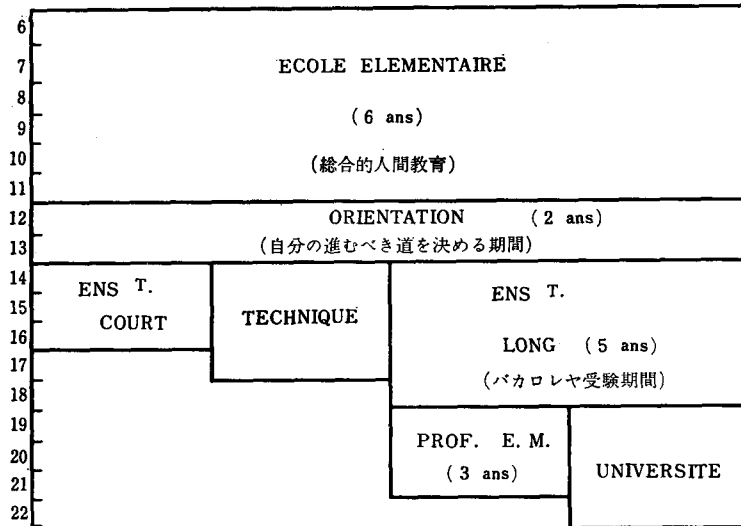 6
7
8
9
10
11
12
13
14
15
16
17
18
19
20
21
22
ECOLE ELEMENTAIRE
( 6 ans )
(総合的人間教育)
ORIENTATION ( 2 ans )
(自分の進むべき道を決める期間)
ENS T.
COURT
TECHNIQUE
ENS T.
LONG ( 5 ans )
(バカロレヤ受験期間)
PROF. E. M.
( 3 ans )
UNIVERSITE